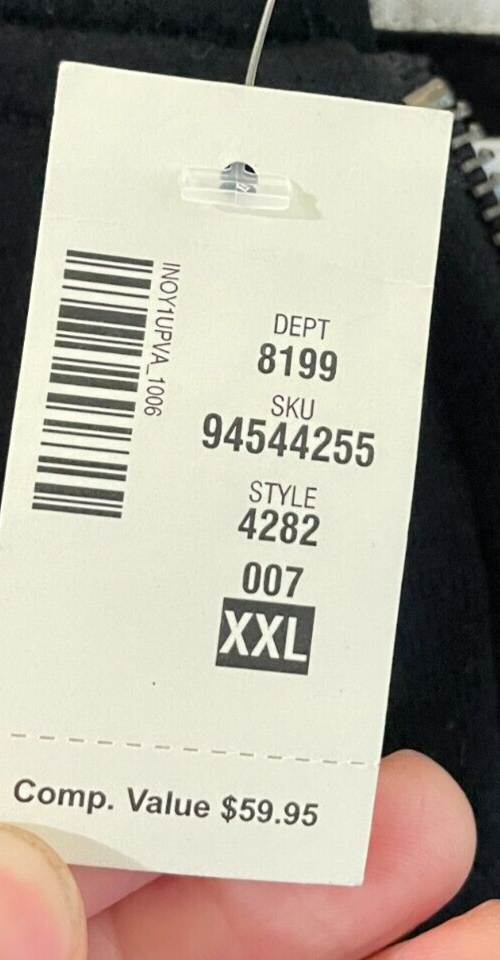 INOY1UPVA_1006
DEPT
8199
SKU
94544255
STYLE
4282
007
XXL
Comp. Value $59.95